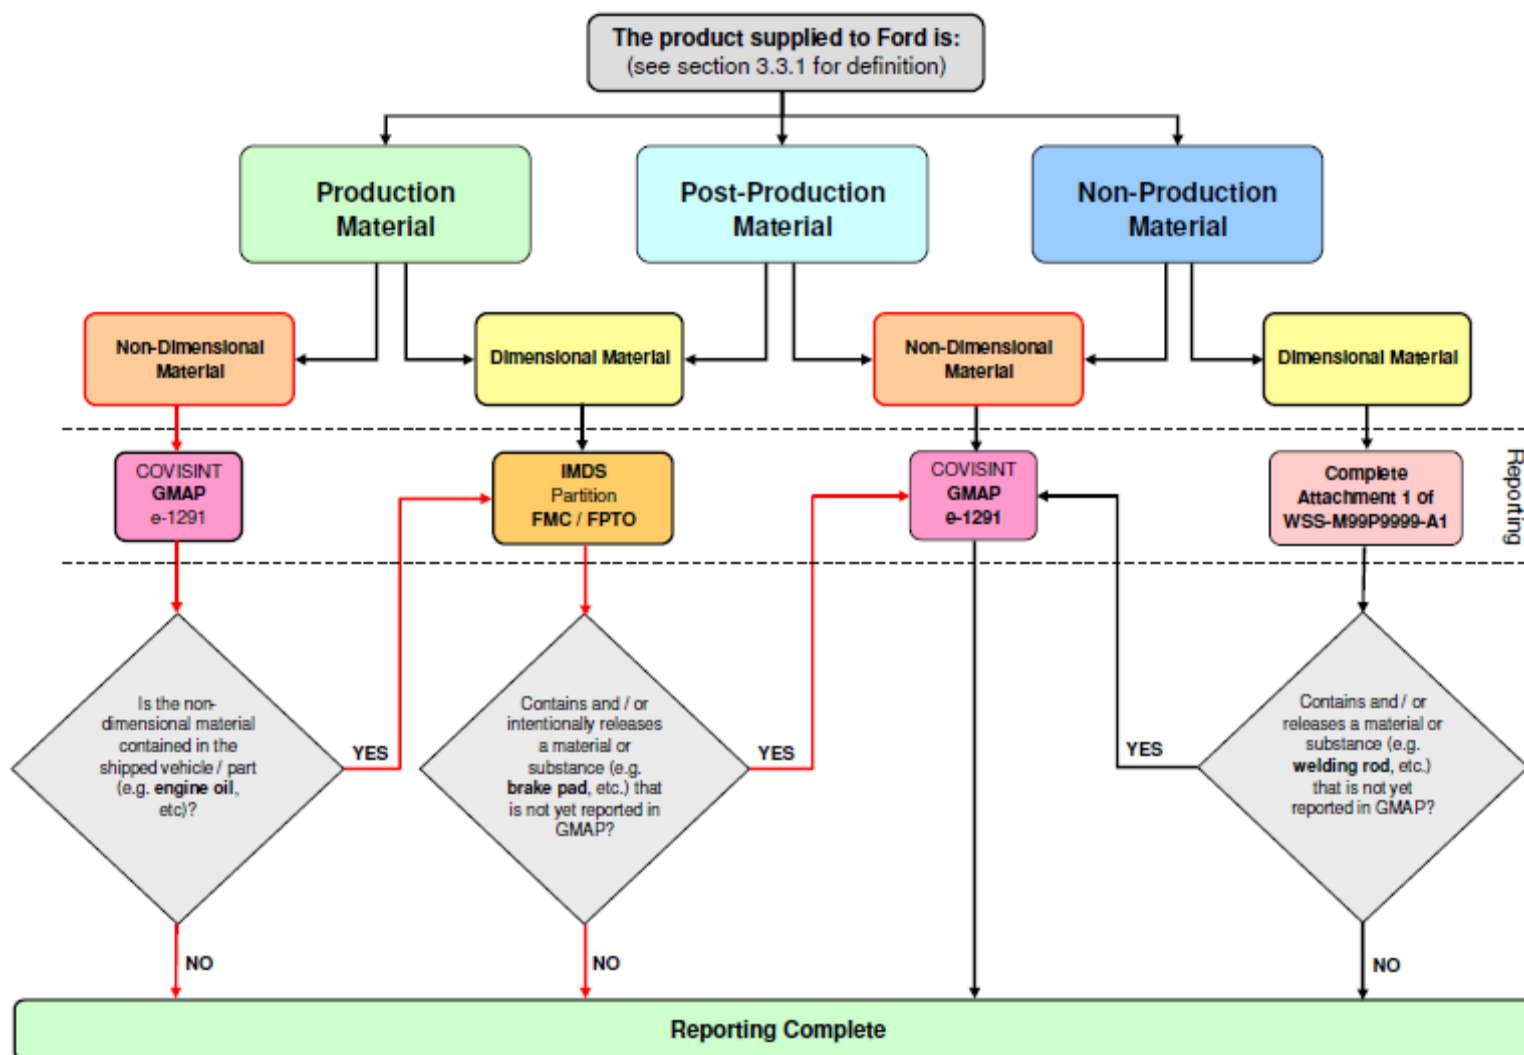 The product supplied to Ford is:
(see section 3.3.1 for definition)
Production
Material
Post-Production
Material
Non-Production
Material
Non-Dimensional
Material
Dimensional Material
Non-Dimensional
Material
Dimensional Material
COVISINT
GMAP
e-1291
IMDS
Partition
FMC / FPTO
COVISINT
GMAP
e-1291
Complete
Attachment 1 of
WSS-M99P9999-A1
Reporting
Is the non-
dimensional material
contained in the
shipped vehicle / part
(e.g. engine oil,
etc)?
YES
NO
Contains and / or
intentionally releases
a material or
substance (e.g.
brake pad, etc.) that
is not yet reported in
GMAP?
YES
NO
Contains and / or
releases a material or
substance (e.g.
welding rod, etc.)
that is not yet
reported in GMAP?
YES
NO
Reporting Complete